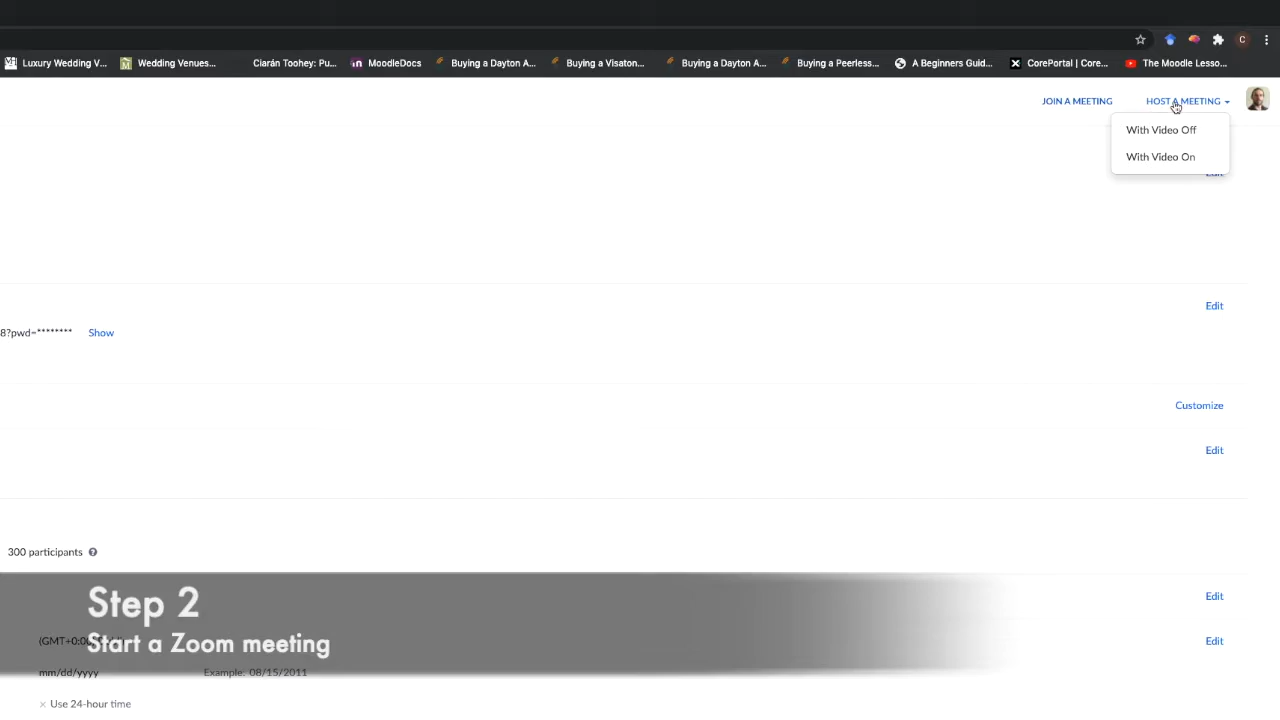 Luxury Wedding V... Wedding Venues... Ciarán Toohey: Pu... MoodleDocs Buying a Dayton A... Buying a Visaton... Buying a Dayton A... Buying a Peerless... A Beginners Guid... CorePortal | Core... The Moodle Lesso...
JOIN A MEETING HOST A MEETING
With Video Off
With Video On
Edit
Edit
8?pwd=******** Show
Customize
Edit
300 participants
Step 2
Edit
Start a Zoom meeting
Edit
mm/dd/yyyy Example: 08/15/2011
Use 24-hour time